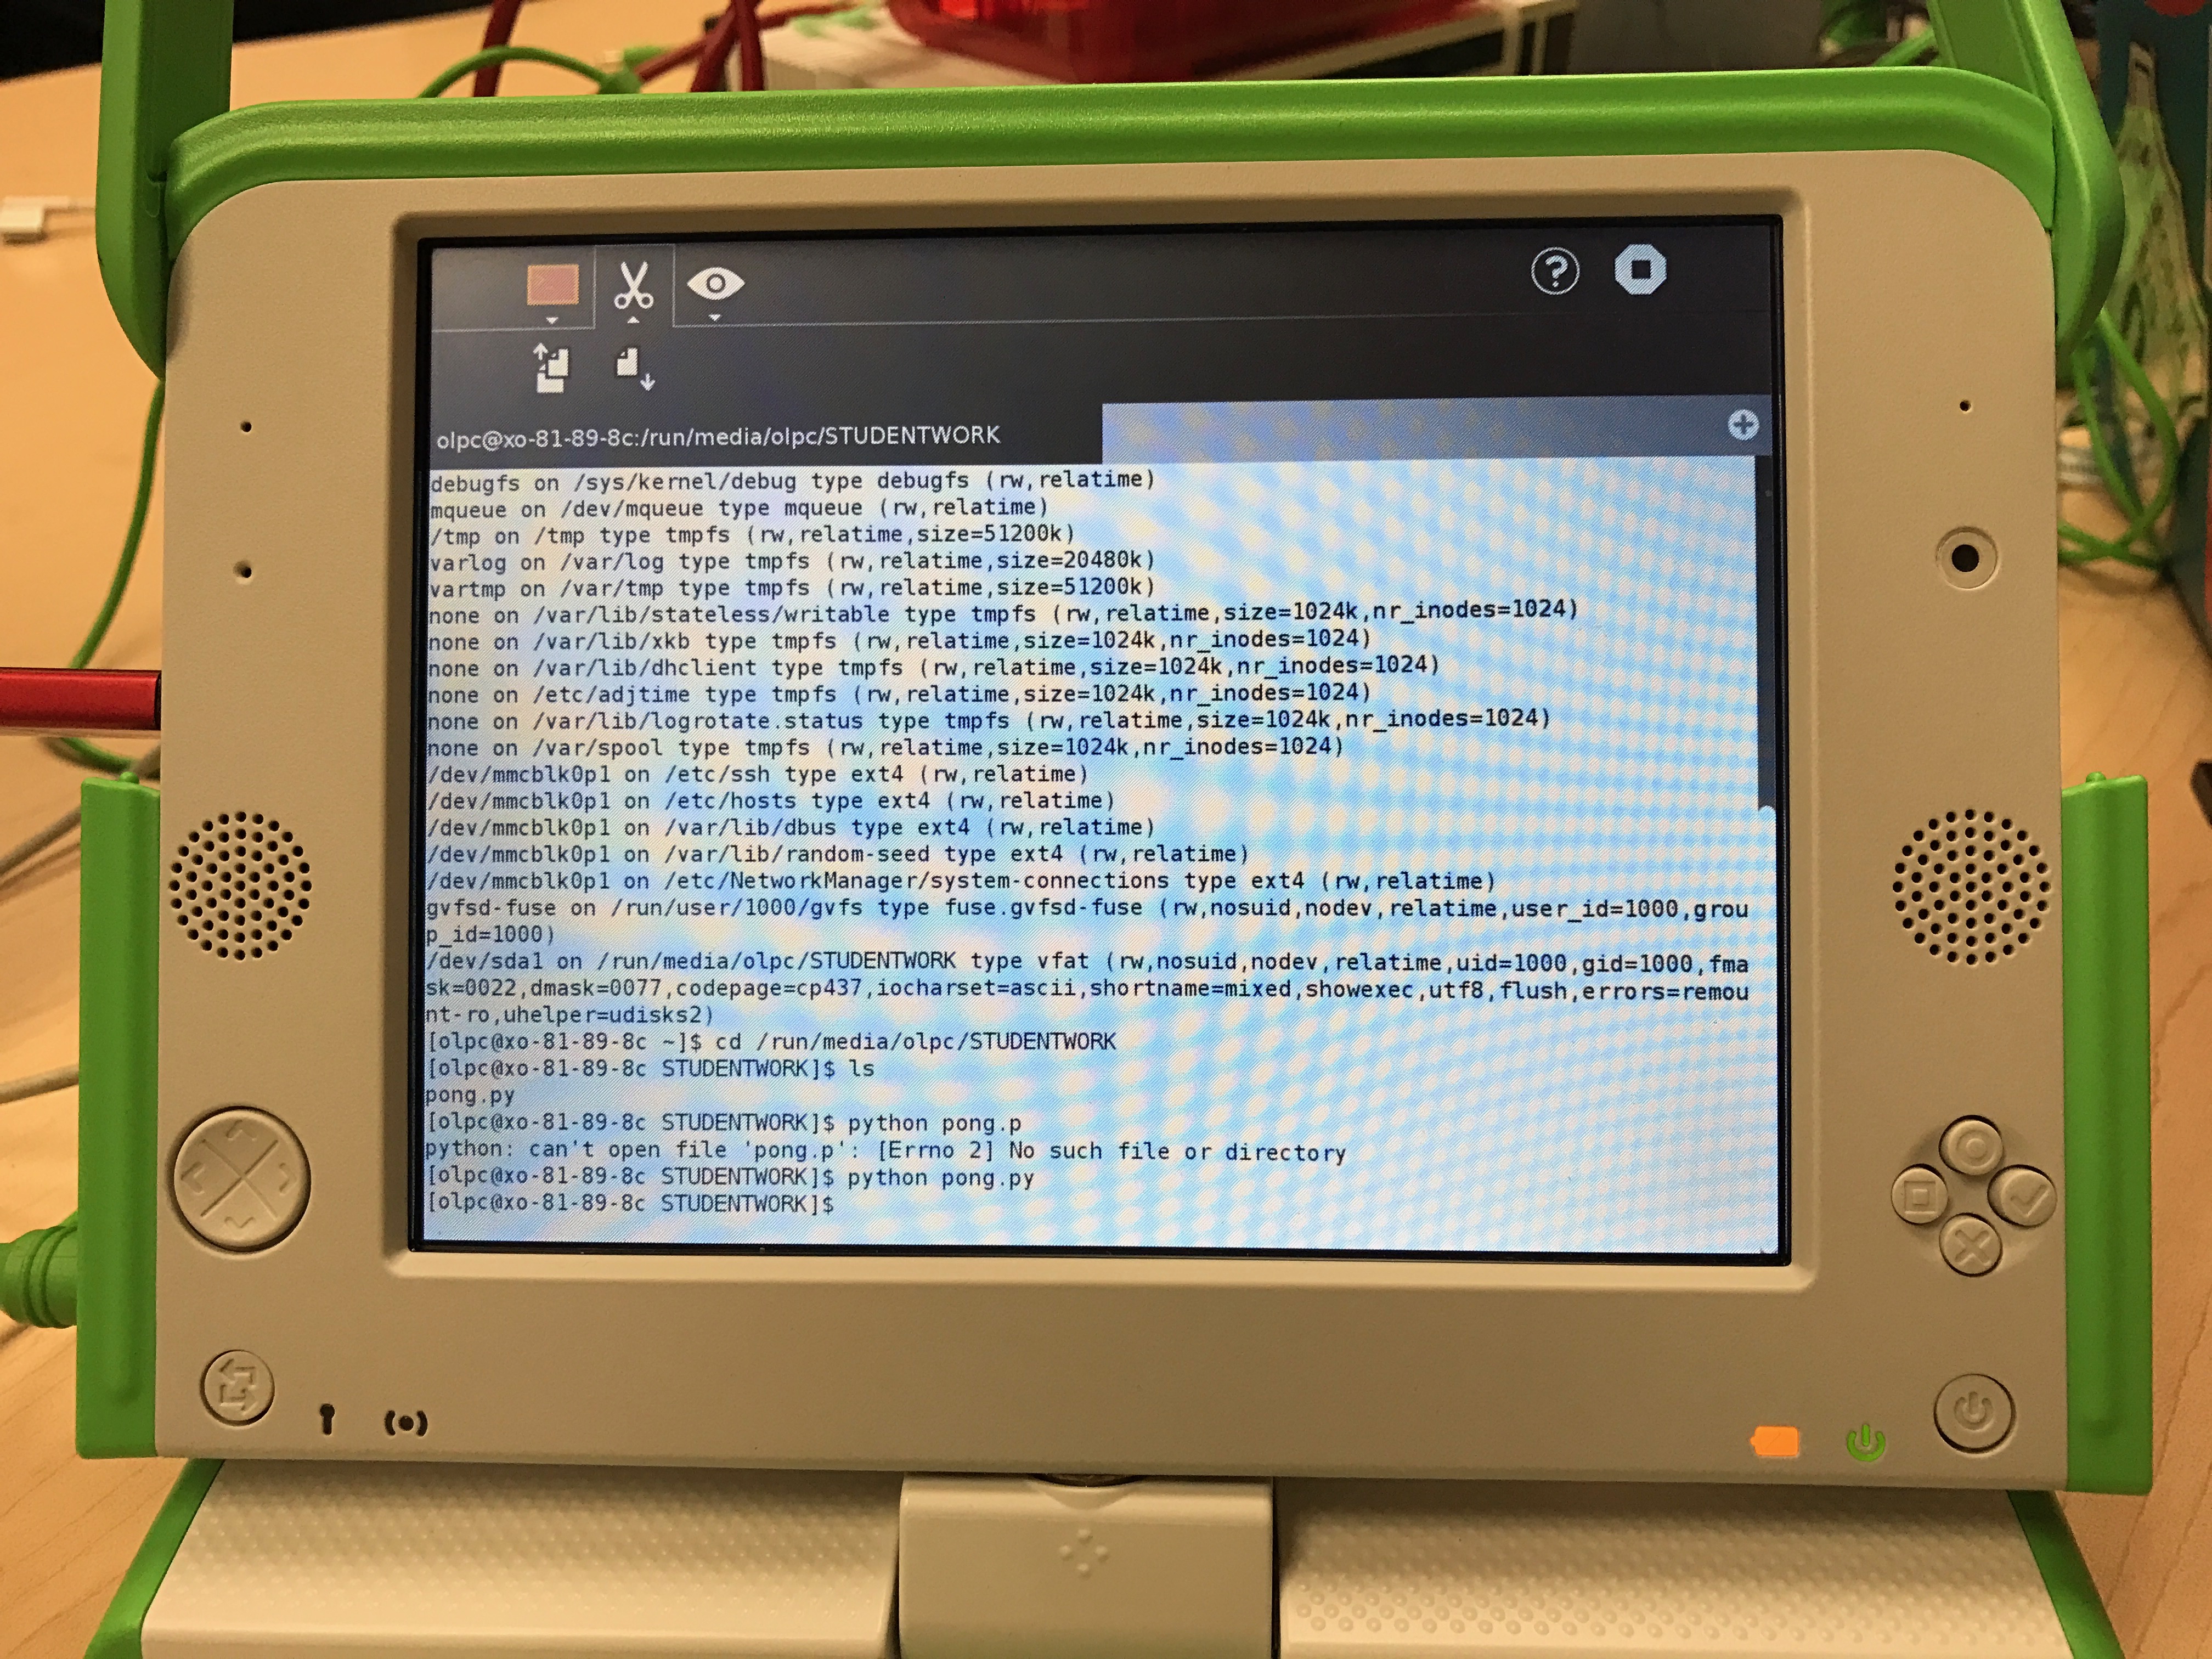 olpc@xo-81-89-8c:/run/media/olpc/STUDENTWORK
debugfs on /sys/kernel/debug type debugfs (rw,relatime)
mqueue on /dev/mqueue type mqueue (rw,relatime)
/tmp on /tmp type tmpfs (rw,relatime,size=51200k)
varlog on /var/log type tmpfs (rw,relatime,size=20480k)
vartmp on /var/tmp type tmpfs (rw,relatime,size=51200k)
none on /var/lib/stateless/writable type tmpfs (rw,relatime,size=1024k,nr_inodes=1024)
none on /var/lib/xkb type tmpfs (rw,relatime,size=1024k,nr_inodes=1024)
none on /var/lib/dhclient type tmpfs (rw,relatime,size=1024k,nr_inodes=1024)
none on /etc/adjtime type tmpfs (rw,relatime,size=1024k,nr_inodes=1024)
none on /var/lib/logrotate.status type tmpfs (rw,relatime,size=1024k,nr_inodes=1024)
none on /var/spool type tmpfs (rw,relatime,size=1024k,nr_inodes=1024)
/dev/mmcblk0p1 on /etc/ssh type ext4 (rw,relatime)
/dev/mmcblk0p1 on /etc/hosts type ext4 (rw,relatime)
/dev/mmcblk0p1 on /var/lib/dbus type ext4 (rw,relatime)
/dev/mmcblk0p1 on /var/lib/random-seed type ext4 (rw,relatime)
/dev/mmcblk0p1 on /etc/NetworkManager/system-connections type ext4 (rw,relatime)
gvfsd-fuse on /run/user/1000/gvfs type fuse.gvfsd-fuse (rw,nosuid,nodev,relatime,user_id=1000,grou
p_id=1000)
/dev/sda1 on /run/media/olpc/STUDENTWORK type vfat (rw,nosuid,nodev,relatime,uid=1000,gid=1000,fma
sk=0022,dmask=0077,codepage=cp437,iocharset=ascii,shortname=mixed,showexec,utf8,flush,errors=remou
nt-ro,uhelper=udisks2)
[olpc@xo-81-89-8c ~]$ cd /run/media/olpc/STUDENTWORK
[olpc@xo-81-89-8c STUDENTWORK]$ ls
pong.py
[olpc@xo-81-89-8c STUDENTWORK]$ python pong.p
python: can't open file 'pong.p': [Errno 2] No such file or directory
[olpc@xo-81-89-8c STUDENTWORK]$ python pong.py
[olpc@xo-81-89-8c STUDENTWORK]$